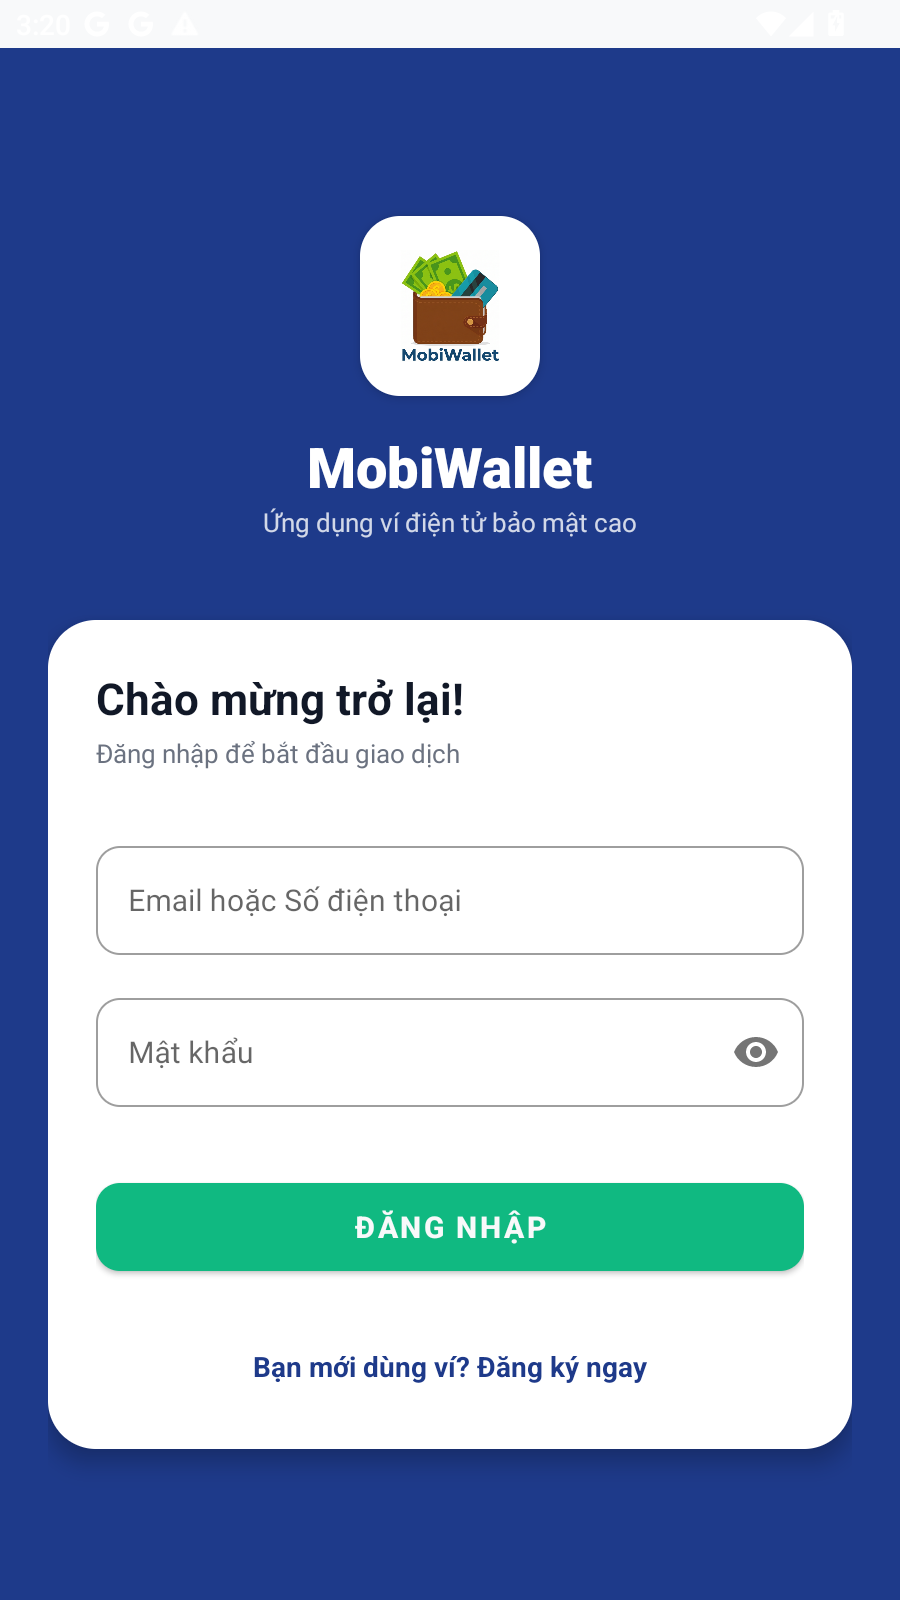 3:20
MobiWallet
MobiWallet
Ứng dụng ví điện tử bảo mật cao
Chào mừng trở lại!
Đăng nhập để bắt đầu giao dịch
Email hoặc Số điện thoại
Mật khẩu
ĐĂNG NHẬP
Bạn mới dùng ví? Đăng ký ngay